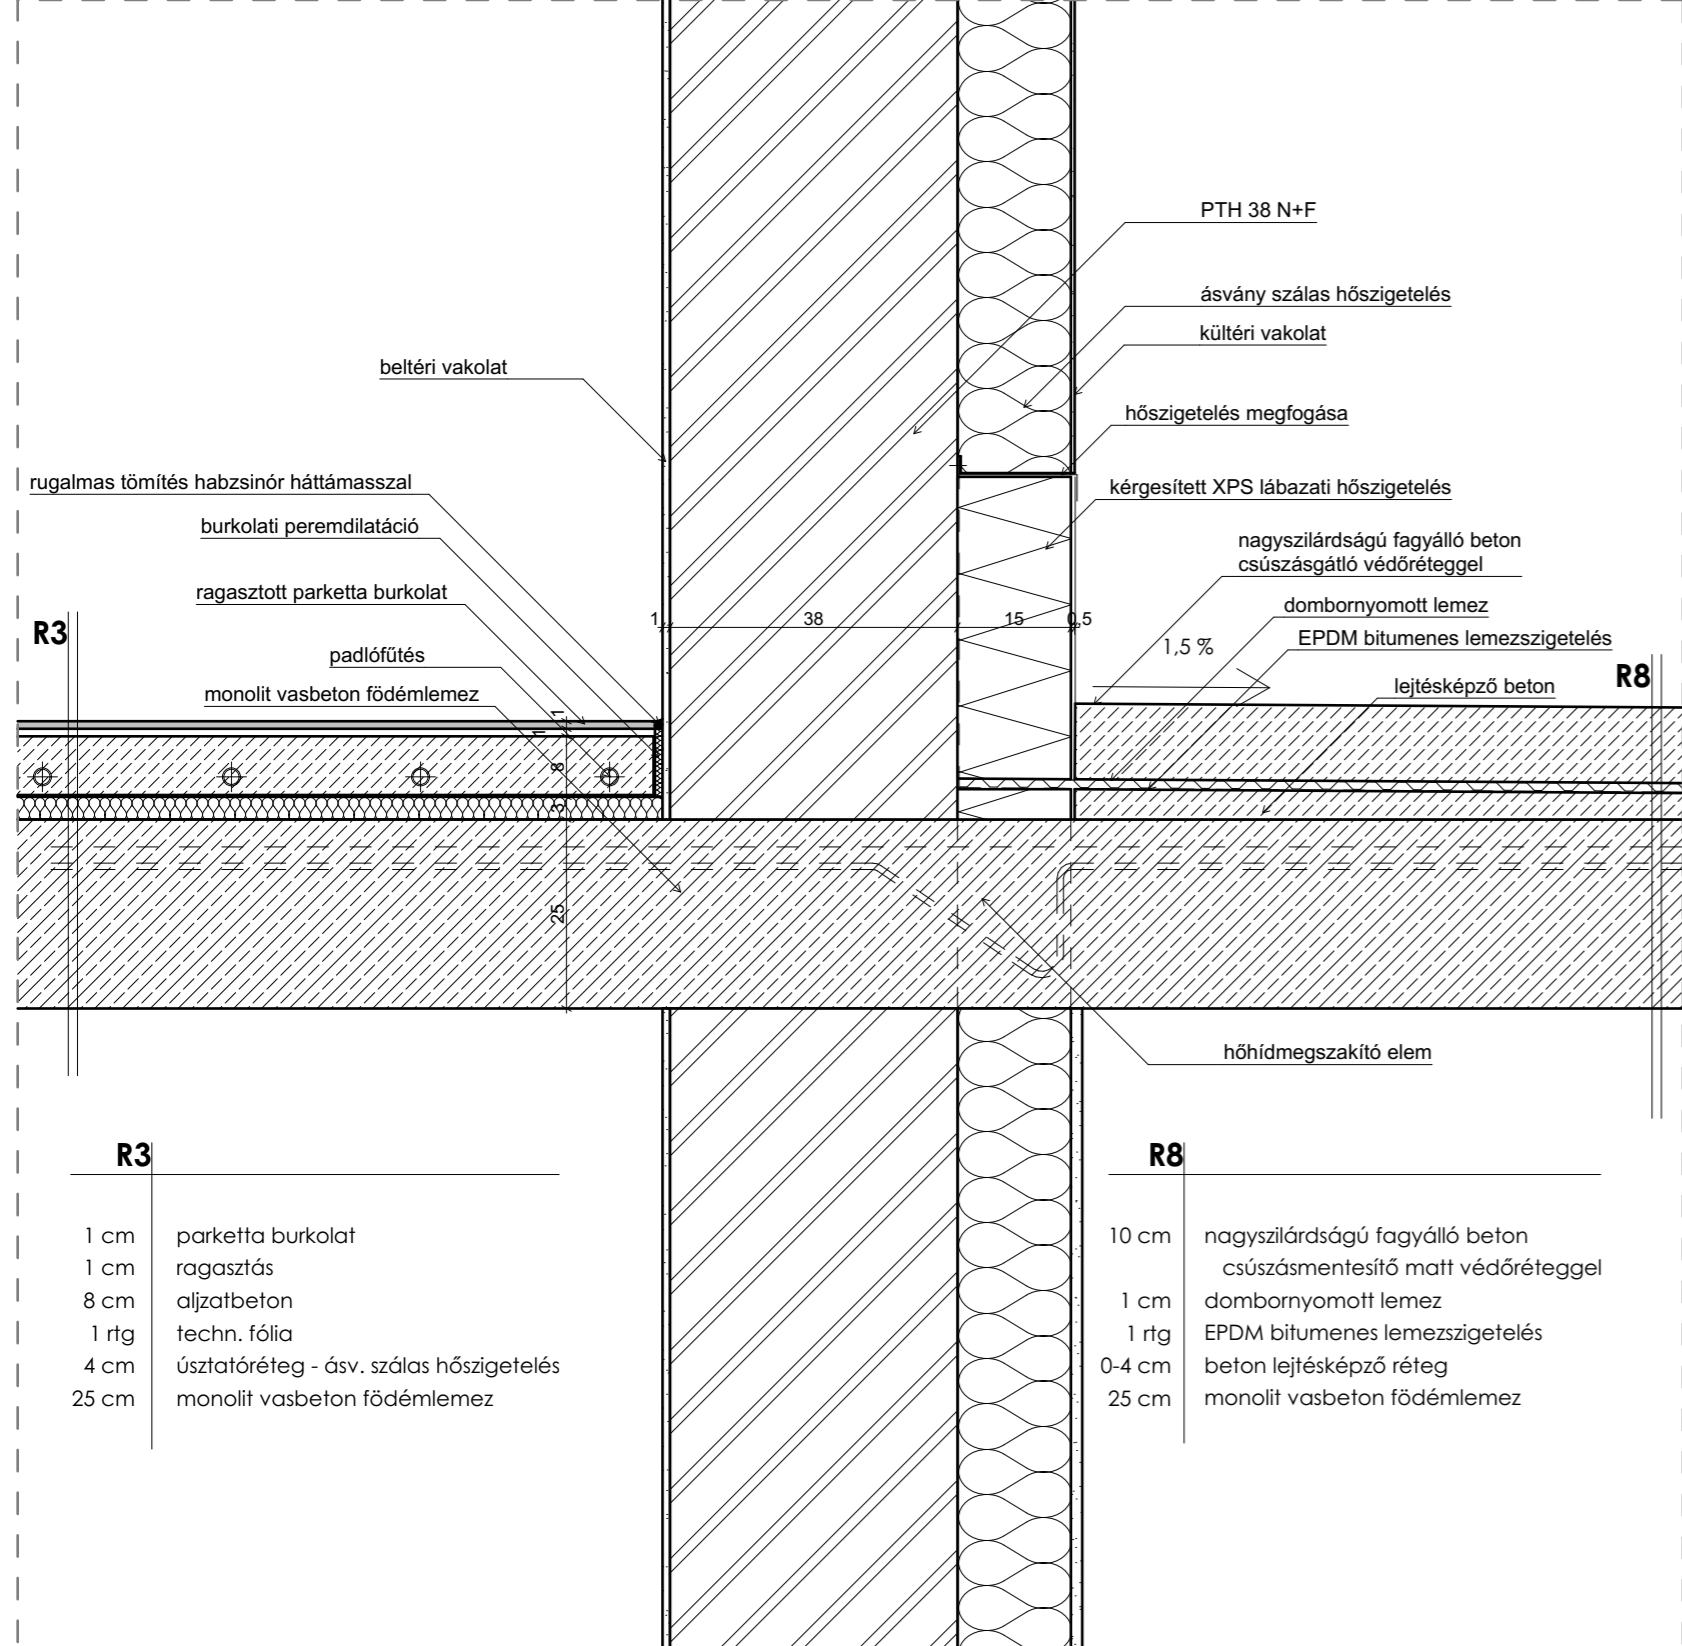 PTH 38 N+F
ásvány szálas hőszigetelés
kültéri vakolat
beltéri vakolat
hőszigetelés megfogása
rugalmas tömítés habzsinór háttámasszal
kérgesített XPS lábazati hőszigetelés
burkolati peremdilatáció
nagyszilárdságú fagyálló beton
csúszásgátló védőréteggel
ragasztott parketta burkolat
dombornyomott lemez
1 38 15 0,5
R3
EPDM bitumenes lemezszigetelés
1,5 %
padlófűtés
R8
monolit vasbeton födémlemez
lejtésképző beton
1
1
8
3
25
hőhídmegszakító elem
R3
1 cm parketta burkolat
1 cm ragasztás
8 cm aljzatbeton
1 rtg techn. fólia
4 cm úsztatóréteg - ásv. szálas hőszigetelés
25 cm monolit vasbeton födémlemez
R8
10 cm nagyszilárdságú fagyálló beton
csúszásmentesítő matt védőréteggel
1 cm dombornyomott lemez
1 rtg EPDM bitumenes lemezszigetelés
0-4 cm beton lejtésképző réteg
25 cm monolit vasbeton födémlemez